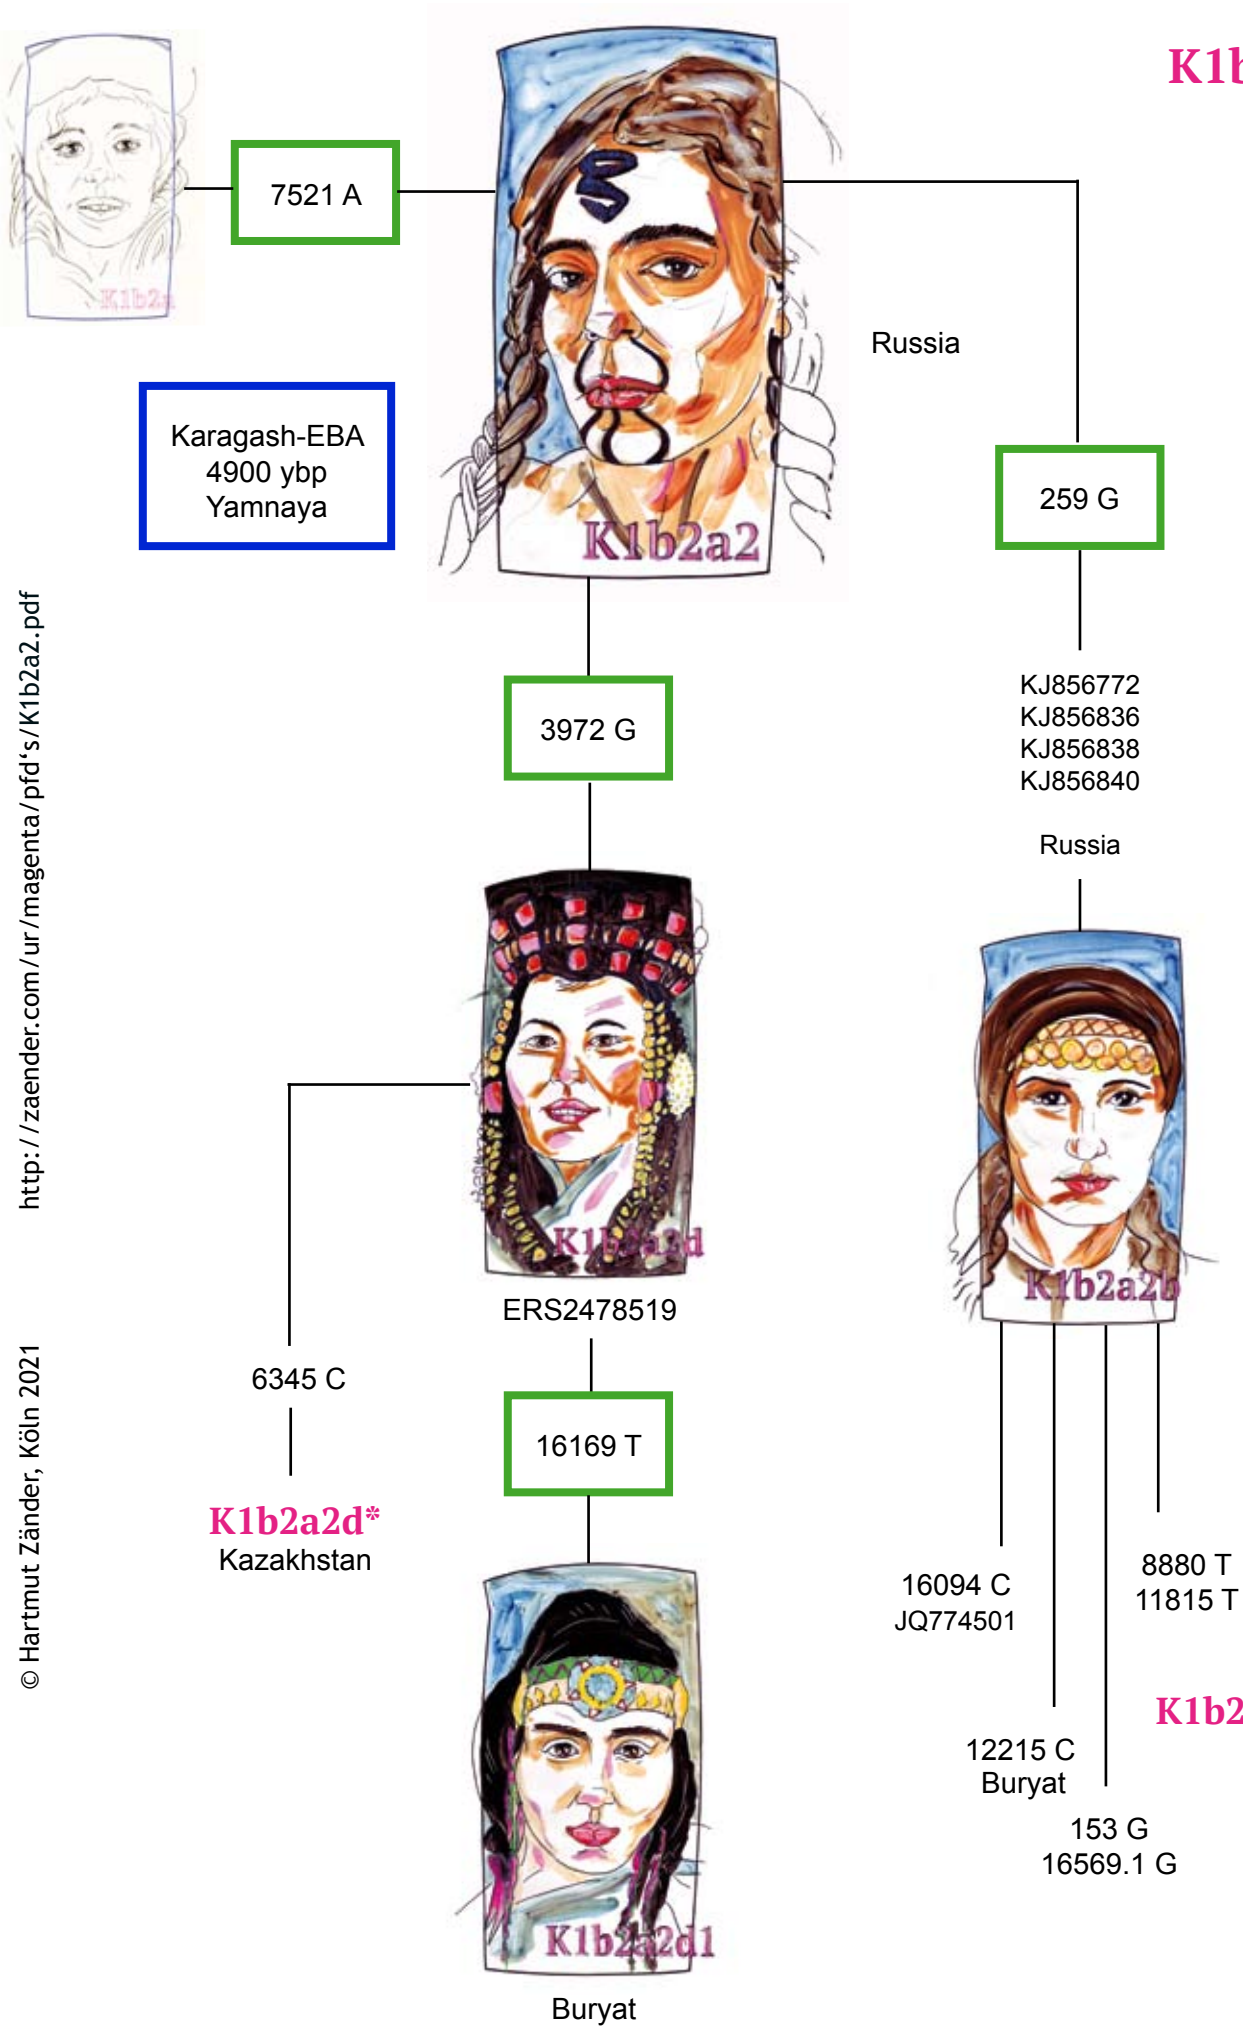 K1b
K1b2a
7521 A
K1b2a2
Russia
Karagash-EBA
4900 ybp
Yamnaya
259 G
KJ856772
KJ856836
KJ856838
KJ856840
Russia
3972 G
K1b2a2d
ERS2478519
K1b2a2b
6345 C
K1b2a2d*
Kazakhstan
16169 T
K1b2a2d1
Buryat
16094 C
JQ774501
12215 C
Buryat
153 G
16569.1 G
8880 T
11815 T
K1b2
http://zaender.com/ur/magenta/pfd's/K1b2a2.pdf
© Hartmut Zänder, Köln 2021